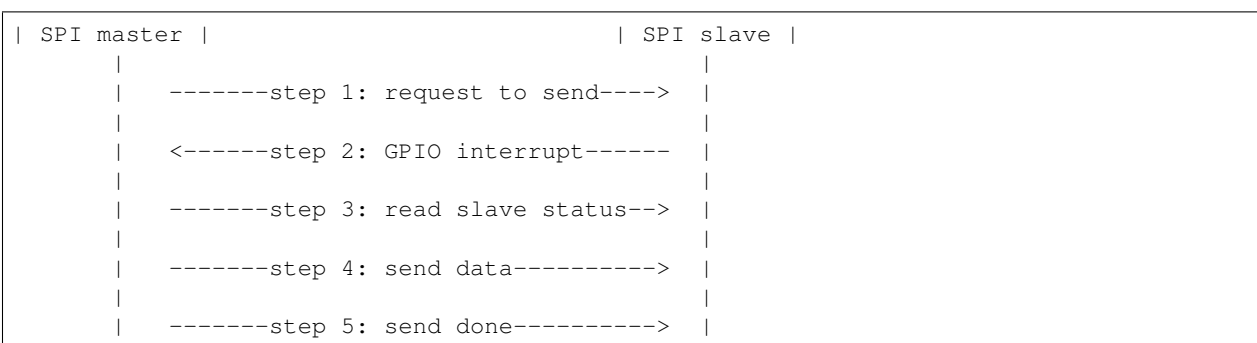 | SPI master |                                  | SPI slave |
       |                                                |
       |   -------step 1: request to send---->  |
       |                                                |
       |   <------step 2: GPIO interrupt------  |
       |                                                |
       |   -------step 3: read slave status-->  |
       |                                                |
       |   -------step 4: send data---------->  |
       |                                                |
       |   -------step 5: send done---------->  |